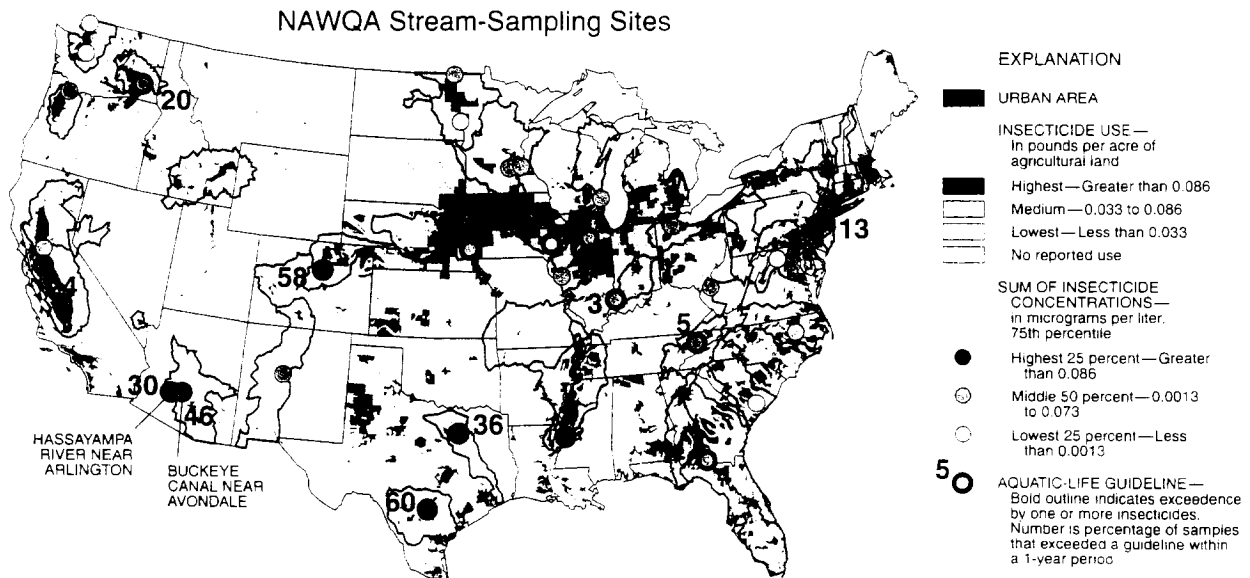 NAWQA Stream-Sampling Sites
20
13
58
4
3
5
30
46
36
60
HASSAYAMPA
RIVER NEAR
ARLINGTON
BUCKEYE
CANAL NEAR
AVONDALE
EXPLANATION
URBAN AREA
INSECTICIDE USE—
In pounds per acre of
agricultural land
Highest—Greater than 0.086
Medium—0.033 to 0.086
Lowest—Less than 0.033
No reported use
SUM OF INSECTICIDE
CONCENTRATIONS—
in micrograms per liter,
75th percentile
Highest 25 percent—Greater
than 0.086
Middle 50 percent—0.0013
to 0.073
Lowest 25 percent—Less
than 0.0013
5
AQUATIC-LIFE GUIDELINE—
Bold outline indicates exceedence
by one or more insecticides.
Number is percentage of samples
that exceeded a guideline within
a 1-year period